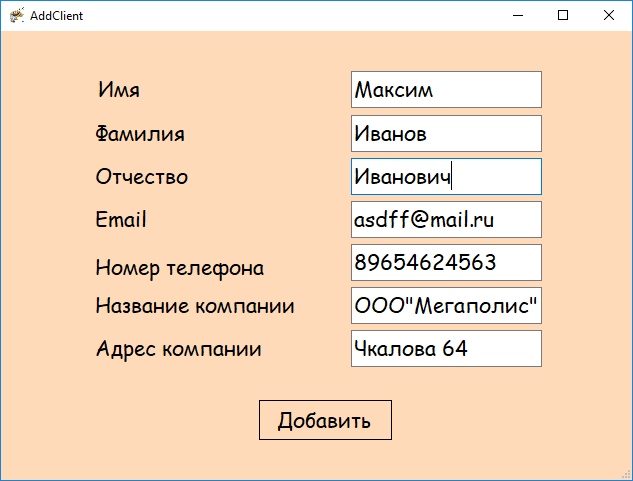 AddClient
Имя Максим
Фамилия Иванов
Отчество Иванович
Email asdff@mail.ru
Номер телефона 89654624563
Название компании ООО"Мегаполис"
Адрес компании Чкалова 64
Добавить